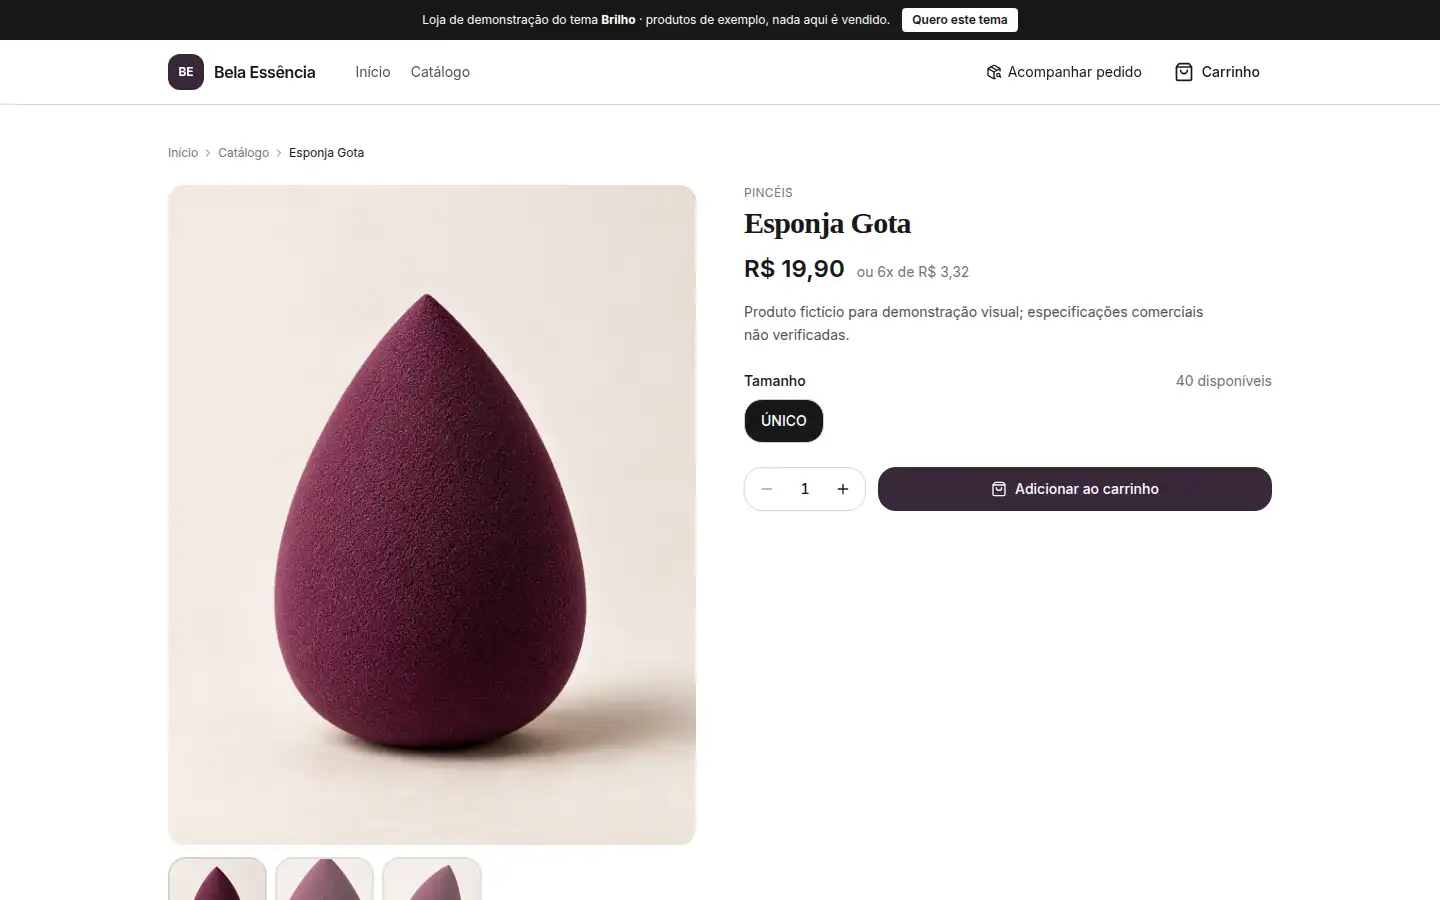 Loja de demonstração do tema Brilho · produtos de exemplo, nada aqui é vendido. Quero este tema
BE Bela Essência Início Catálogo Acompanhar pedido Carrinho
Início > Catálogo > Esponja Gota
PINCÉIS
Esponja Gota
R$ 19,90 ou 6x de R$ 3,32
Produto fictício para demonstração visual; especificações comerciais
não verificadas.
Tamanho 40 disponíveis
ÚNICO
− 1 + Adicionar ao carrinho